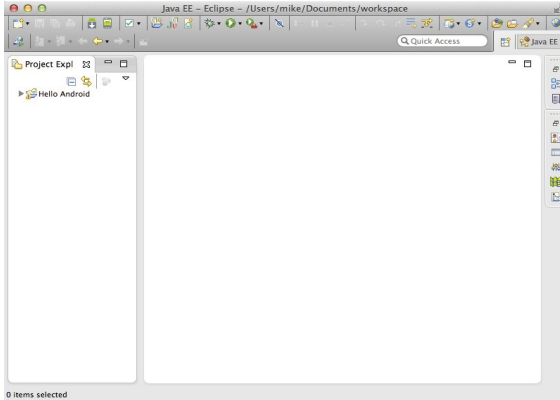 Java EE – Eclipse – /Users/mike/Documents/workspace
Quick Access
Java EE
Project Expl
Hello Android
0 items selected